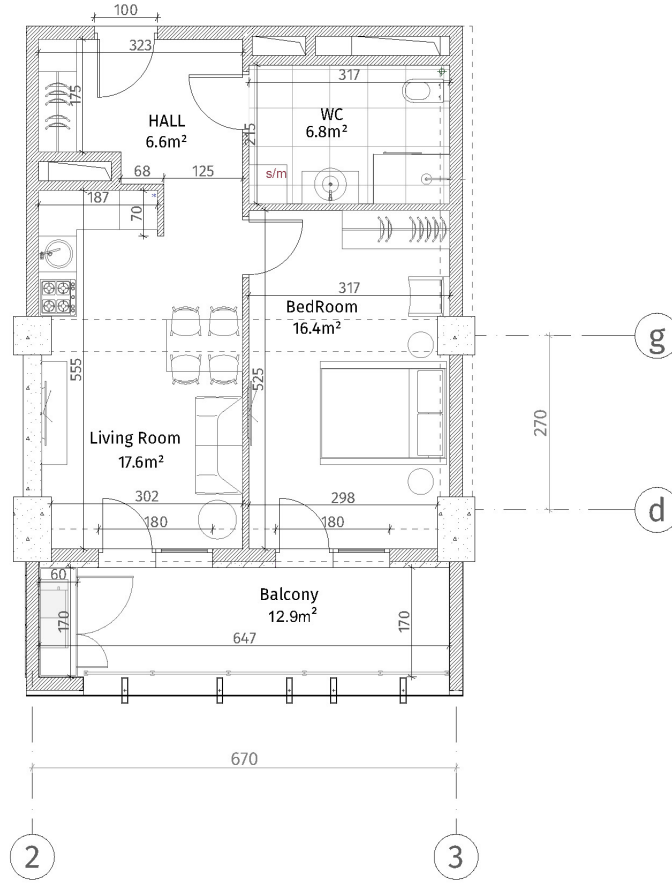 100
323
317
175
HALL
6.6m²
WC
6.8m²
215
68
125
s/m
187
70
317
BedRoom
16.4m²
g
555
525
270
Living Room
17.6m²
302
298
d
180
180
60
Balcony
12.9m²
170
170
647
670
2
3